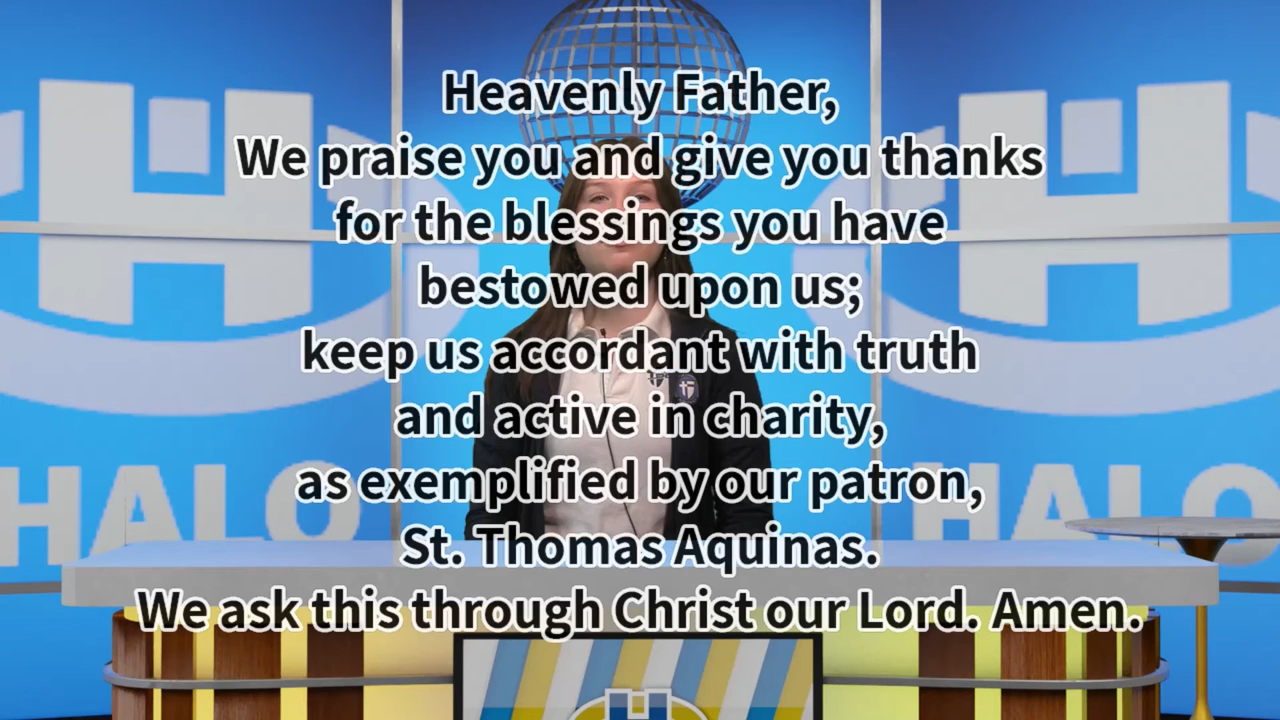 Heavenly Father,
We praise you and give you thanks
for the blessings you have
bestowed upon us;
keep us accordant with truth
and active in charity,
as exemplified by our patron,
St. Thomas Aquinas.
We ask this through Christ our Lord. Amen.
H
H
HALO
HALO
H